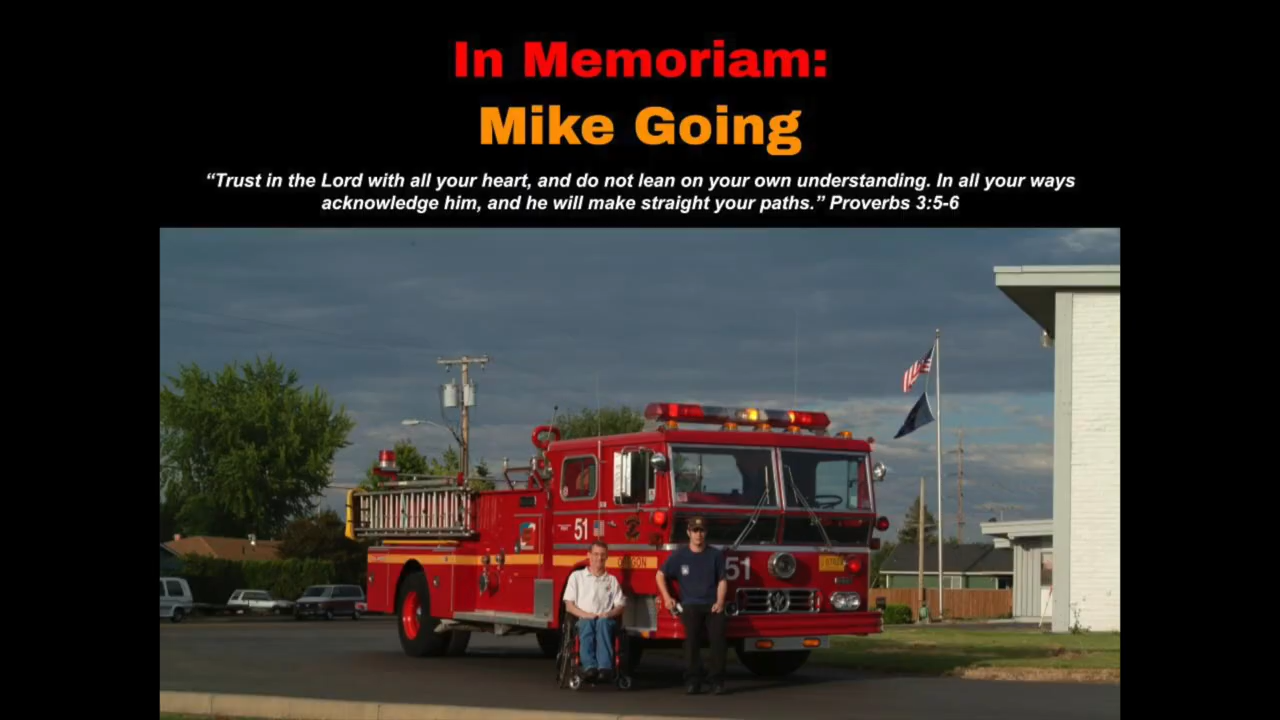 In Memoriam:
Mike Going
“Trust in the Lord with all your heart, and do not lean on your own understanding. In all your ways
acknowledge him, and he will make straight your paths.” Proverbs 3:5-6
51
OREGON
51